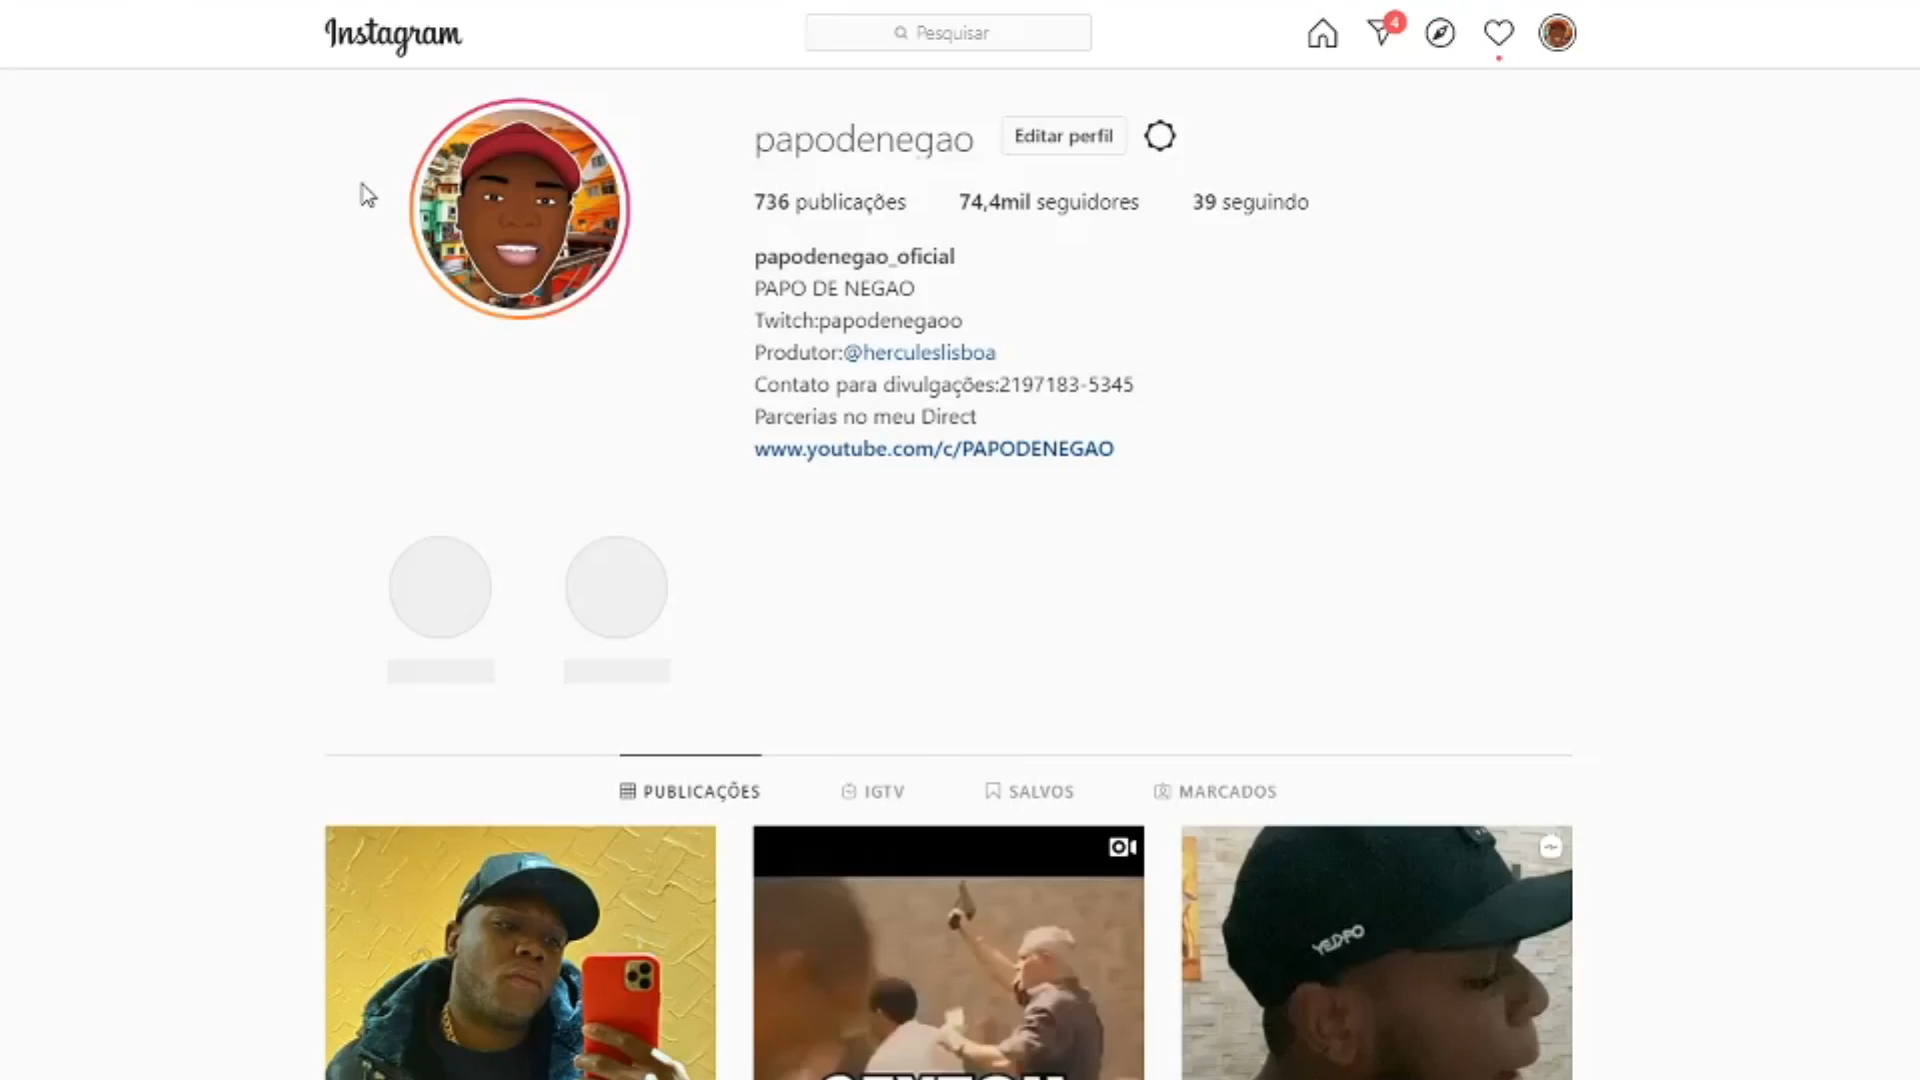 Instagram
Pesquisar
4
papodenegao
Editar perfil
736 publicações 74,4mil seguidores 39 seguindo
papodenegao_oficial
PAPO DE NEGAO
Twitch:papodenegaoo
Produtor:@herculeslisboa
Contato para divulgações:2197183-5345
Parcerias no meu Direct
www.youtube.com/c/PAPODENEGAO
PUBLICAÇÕES IGTV SALVOS MARCADOS